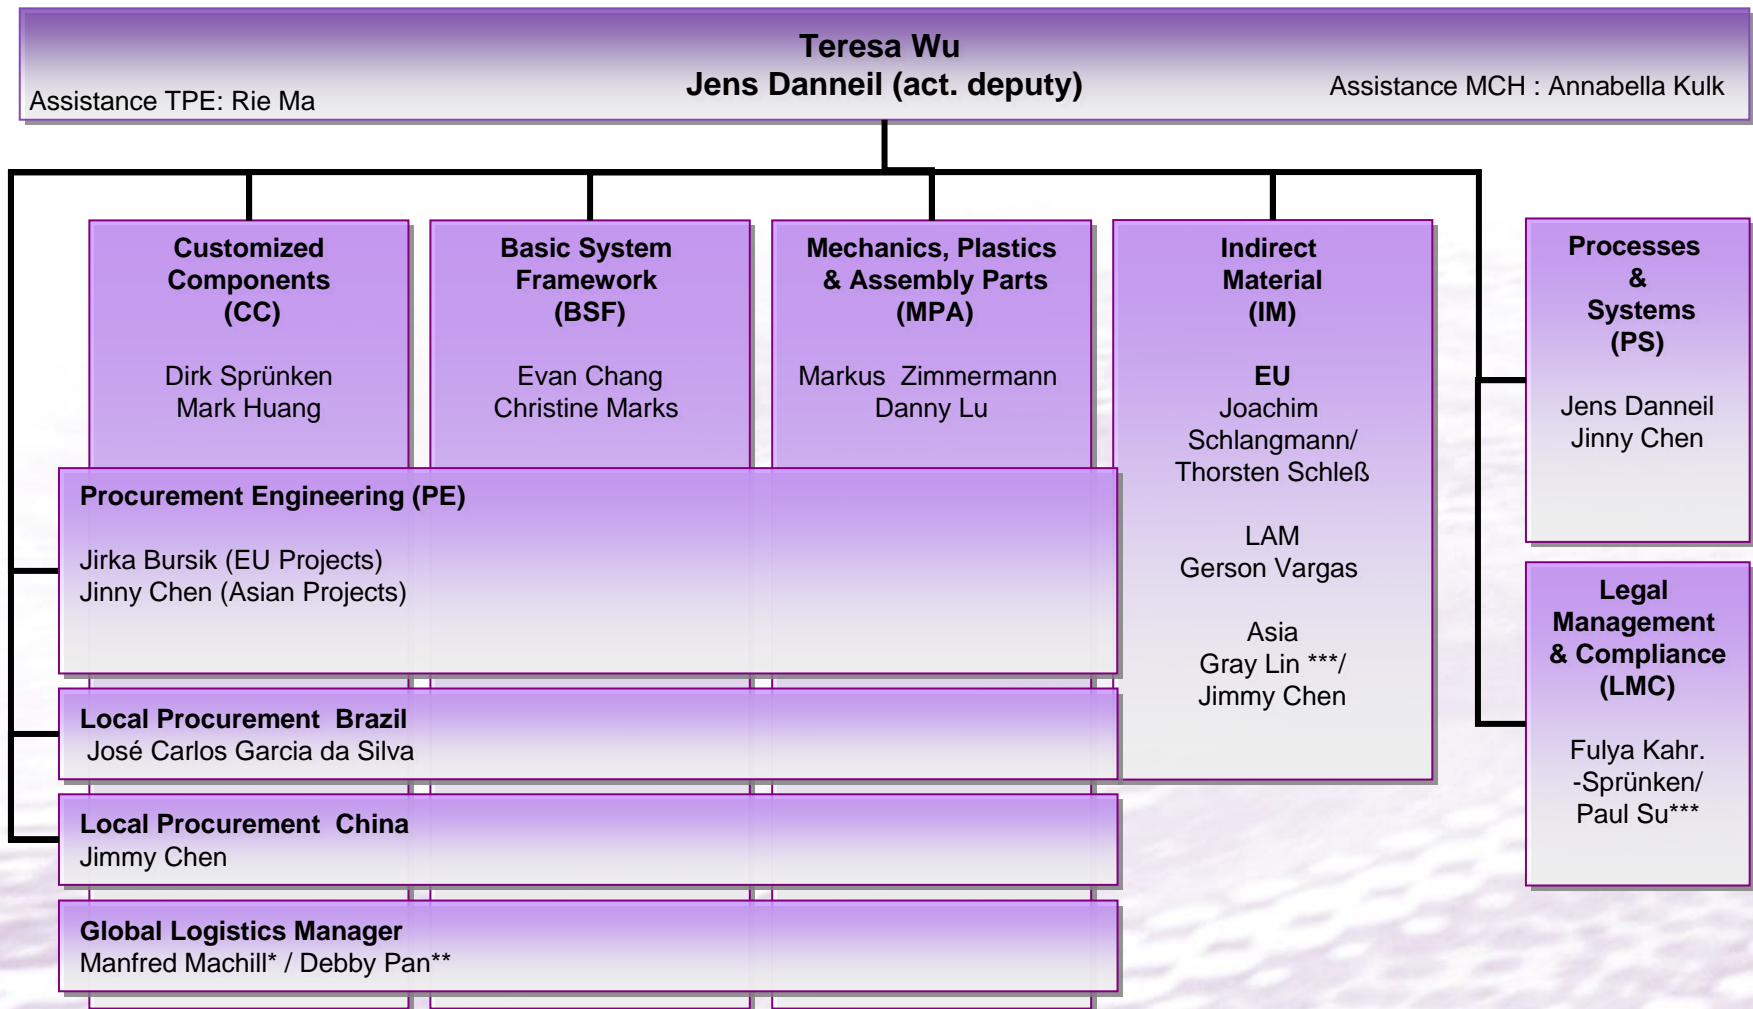 Teresa Wu
Jens Danneil (act. deputy)
Assistance TPE: Rie Ma
Assistance MCH : Annabella Kulk
Customized
Components
(CC)
Dirk Sprünken
Mark Huang
Basic System
Framework
(BSF)
Evan Chang
Christine Marks
Mechanics, Plastics
& Assembly Parts
(MPA)
Markus  Zimmermann
Danny Lu
Indirect
Material
(IM)
EU
Joachim
Schlangmann/
Thorsten Schleß
LAM
Gerson Vargas
Asia
Gray Lin ***/
Jimmy Chen
Processes
&
Systems
(PS)
Jens Danneil
Jinny Chen
Legal
Management
& Compliance
(LMC)
Fulya Kahr.
-Sprünken/
Paul Su***
Procurement Engineering (PE)
Jirka Bursik (EU Projects)
Jinny Chen (Asian Projects)
Local Procurement  Brazil
José Carlos Garcia da Silva
Local Procurement  China
Jimmy Chen
Global Logistics Manager
Manfred Machill* / Debby Pan**